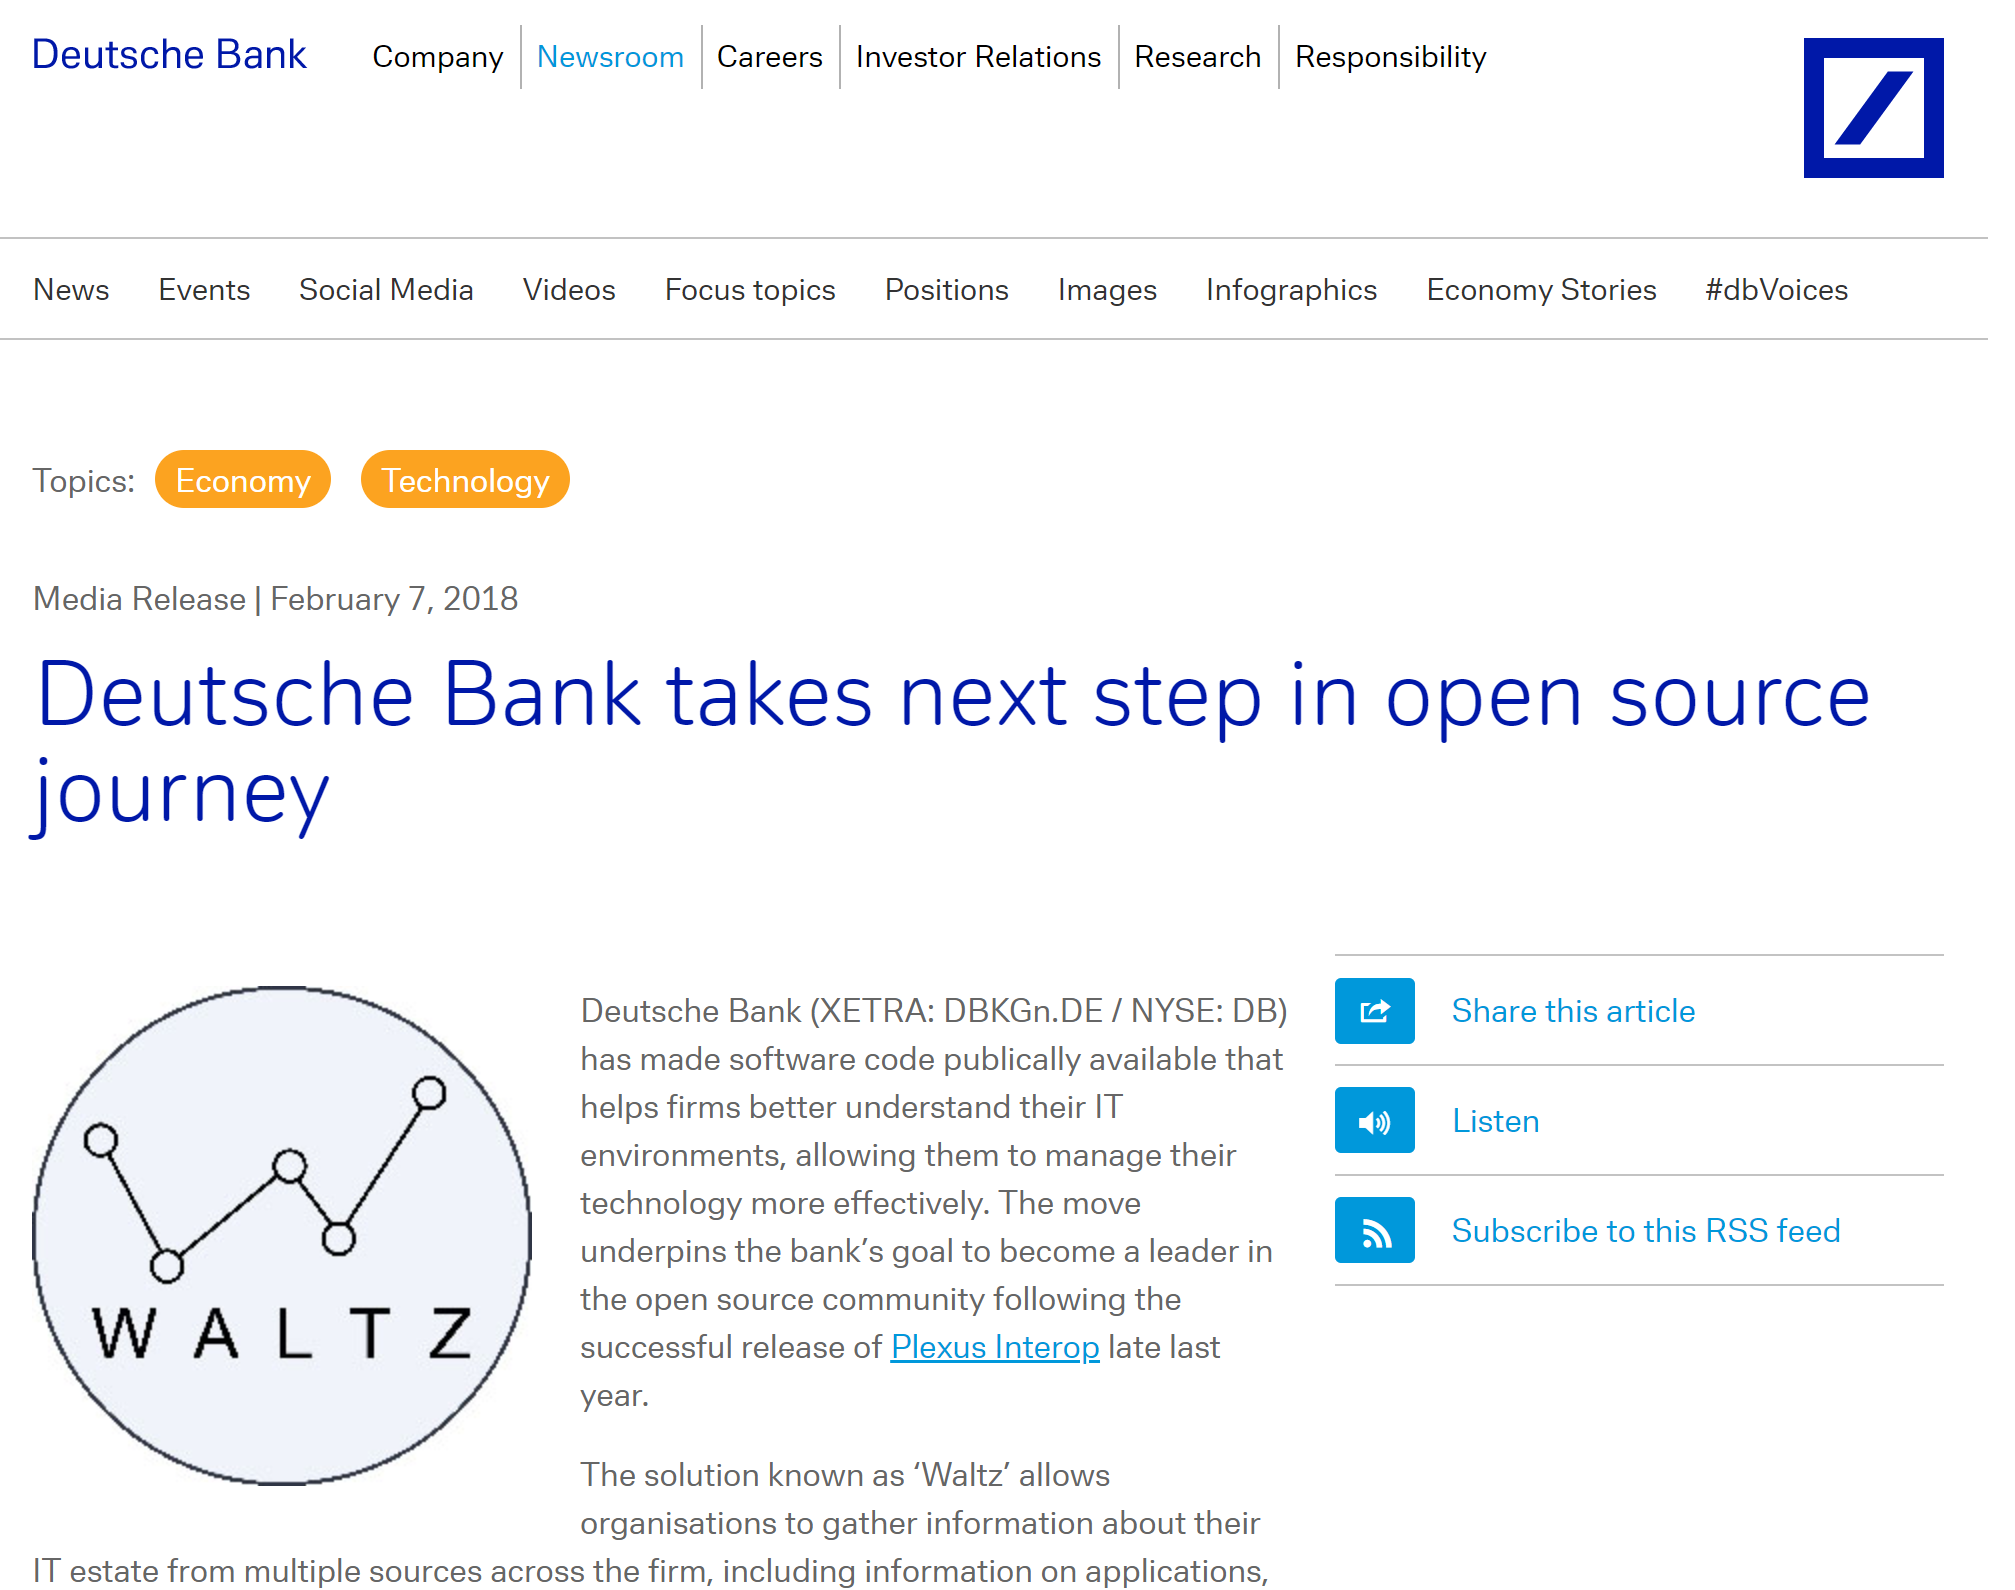 Deutsche Bank
Company
Newsroom
Careers
Investor Relations
Research
Responsibility
News
Events
Social Media
Videos
Focus topics
Positions
Images
Infographics
Economy Stories
#dbVoices
Topics: Economy Technology
Media Release | February 7, 2018
Deutsche Bank takes next step in open source
journey
WALTZ
Deutsche Bank (XETRA: DBKGn.DE / NYSE: DB)
has made software code publically available that
helps firms better understand their IT
environments, allowing them to manage their
technology more effectively. The move
underpins the bank’s goal to become a leader in
the open source community following the
successful release of Plexus Interop late last
year.
The solution known as ‘Waltz’ allows
organisations to gather information about their
IT estate from multiple sources across the firm, including information on applications,
Share this article
Listen
Subscribe to this RSS feed